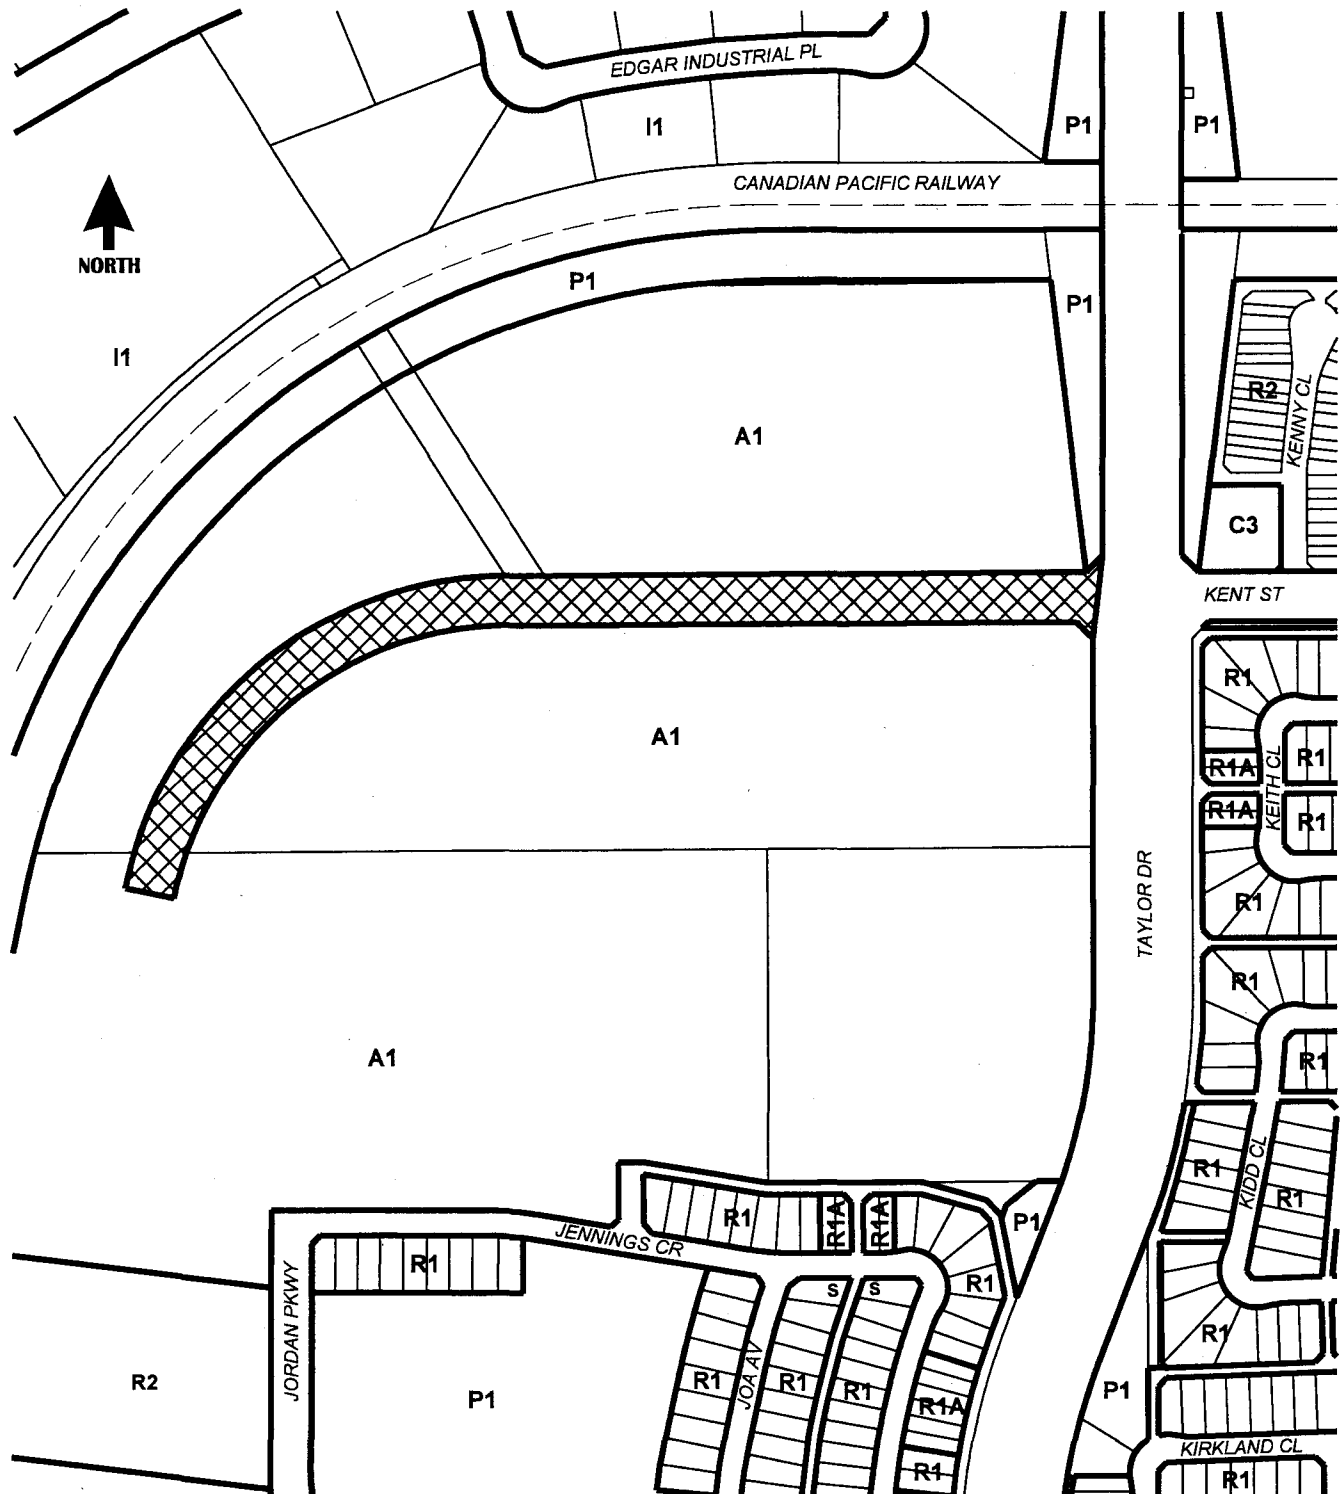 EDGAR INDUSTRIAL PL
I1
P1
P1
CANADIAN PACIFIC RAILWAY
NORTH
P1
P1
I1
R2
KENNY CL
A1
C3
KENT ST
R1
A1
R1
R1A
KEITH CL
R1A
R1
TAYLOR DR
R1
R1
A1
R1
R1
KIDD CL
R1
R1
R1A
R1A
P1
JENNINGS CR
R1
R1
S
S
JORDAN PKWY
R1
R2
P1
R1
JOA AV
R1
R1
R1A
P1
KIRKLAND CL
R1
R1